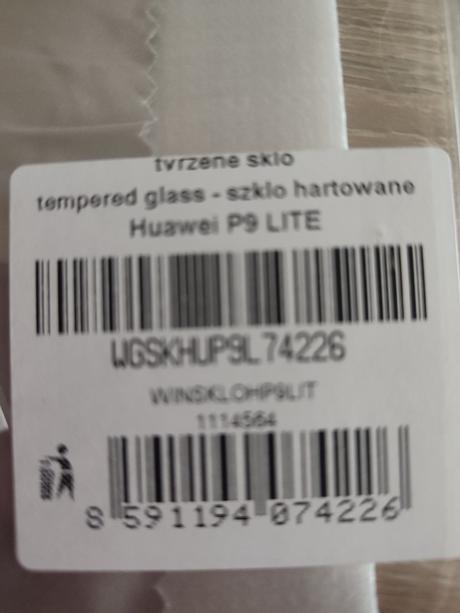 tvrzene sklo
tempered glass - szklo hartowane
Huawei P9 LITE
WGSKHUP9L74226
WINSKLOHP9LIT
1114564
8 591194 074226